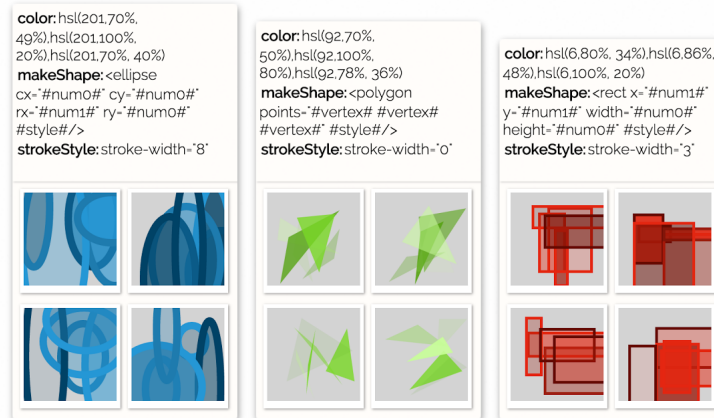 color: hsl(201,70%,
49%),hsl(201,100%,
20%),hsl(201,70%, 40%)
makeShape: <ellipse
cx="#num0#" cy="#num0#"
rx="#num1#" ry="#num0#"
#style#/>
strokeStyle: stroke-width="8"
color: hsl(92,70%,
50%),hsl(92,100%,
80%),hsl(92,78%, 36%)
makeShape: <polygon
points="#vertex# #vertex#
#vertex#" #style#/>
strokeStyle: stroke-width="0"
color: hsl(6,80%, 34%),hsl(6,86%,
48%),hsl(6,100%, 20%)
makeShape: <rect x="#num1#"
y="#num1#" width="#num0#"
height="#num0#" #style#/>
strokeStyle: stroke-width="3"